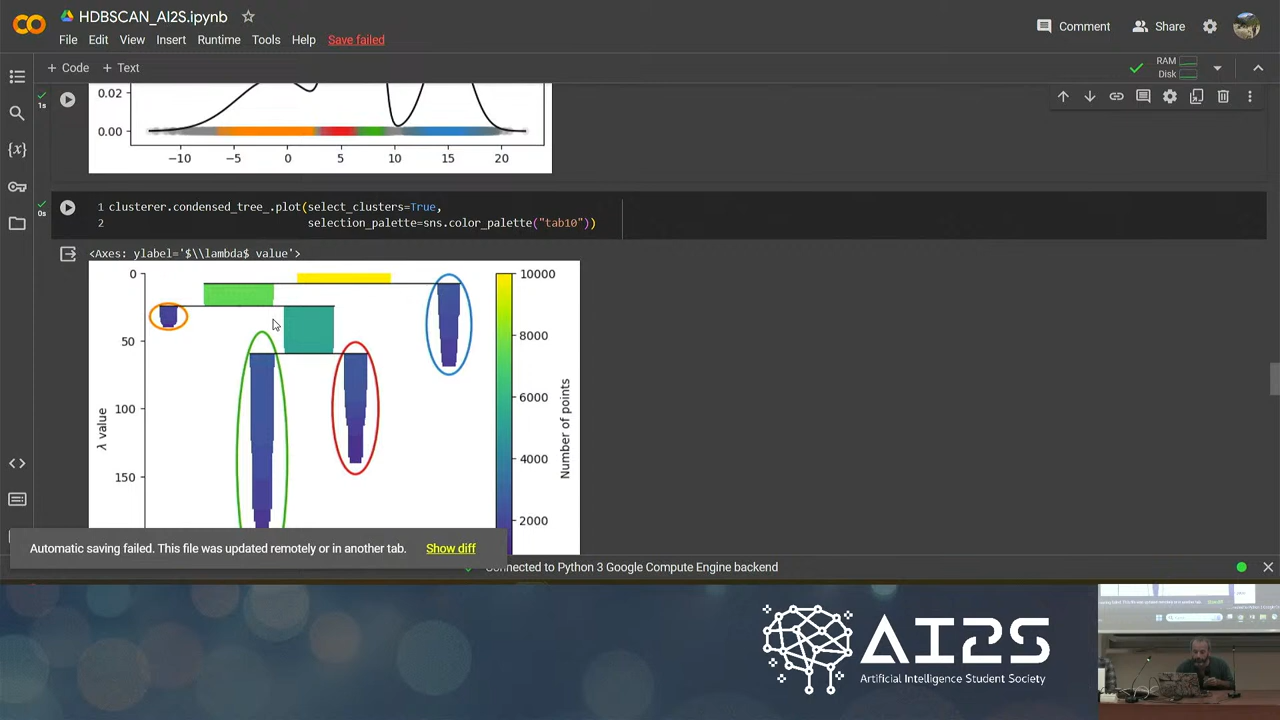 HDBSCAN_AI2S.ipynb
File Edit View Insert Runtime Tools Help Save failed
Comment Share
+ Code + Text
RAM
Disk
1s
0.02
0.00
−10 −5 0 5 10 15 20
0s
1 clusterer.condensed_tree_.plot(select_clusters=True,
2 selection_palette=sns.color_palette("tab10"))
<Axes: ylabel='$\\lambda$ value'>
0
50
100
150
λ value
10000
8000
6000
4000
2000
Number of points
Automatic saving failed. This file was updated remotely or in another tab. Show diff
Connected to Python 3 Google Compute Engine backend
AI2S
Artificial Intelligence Student Society